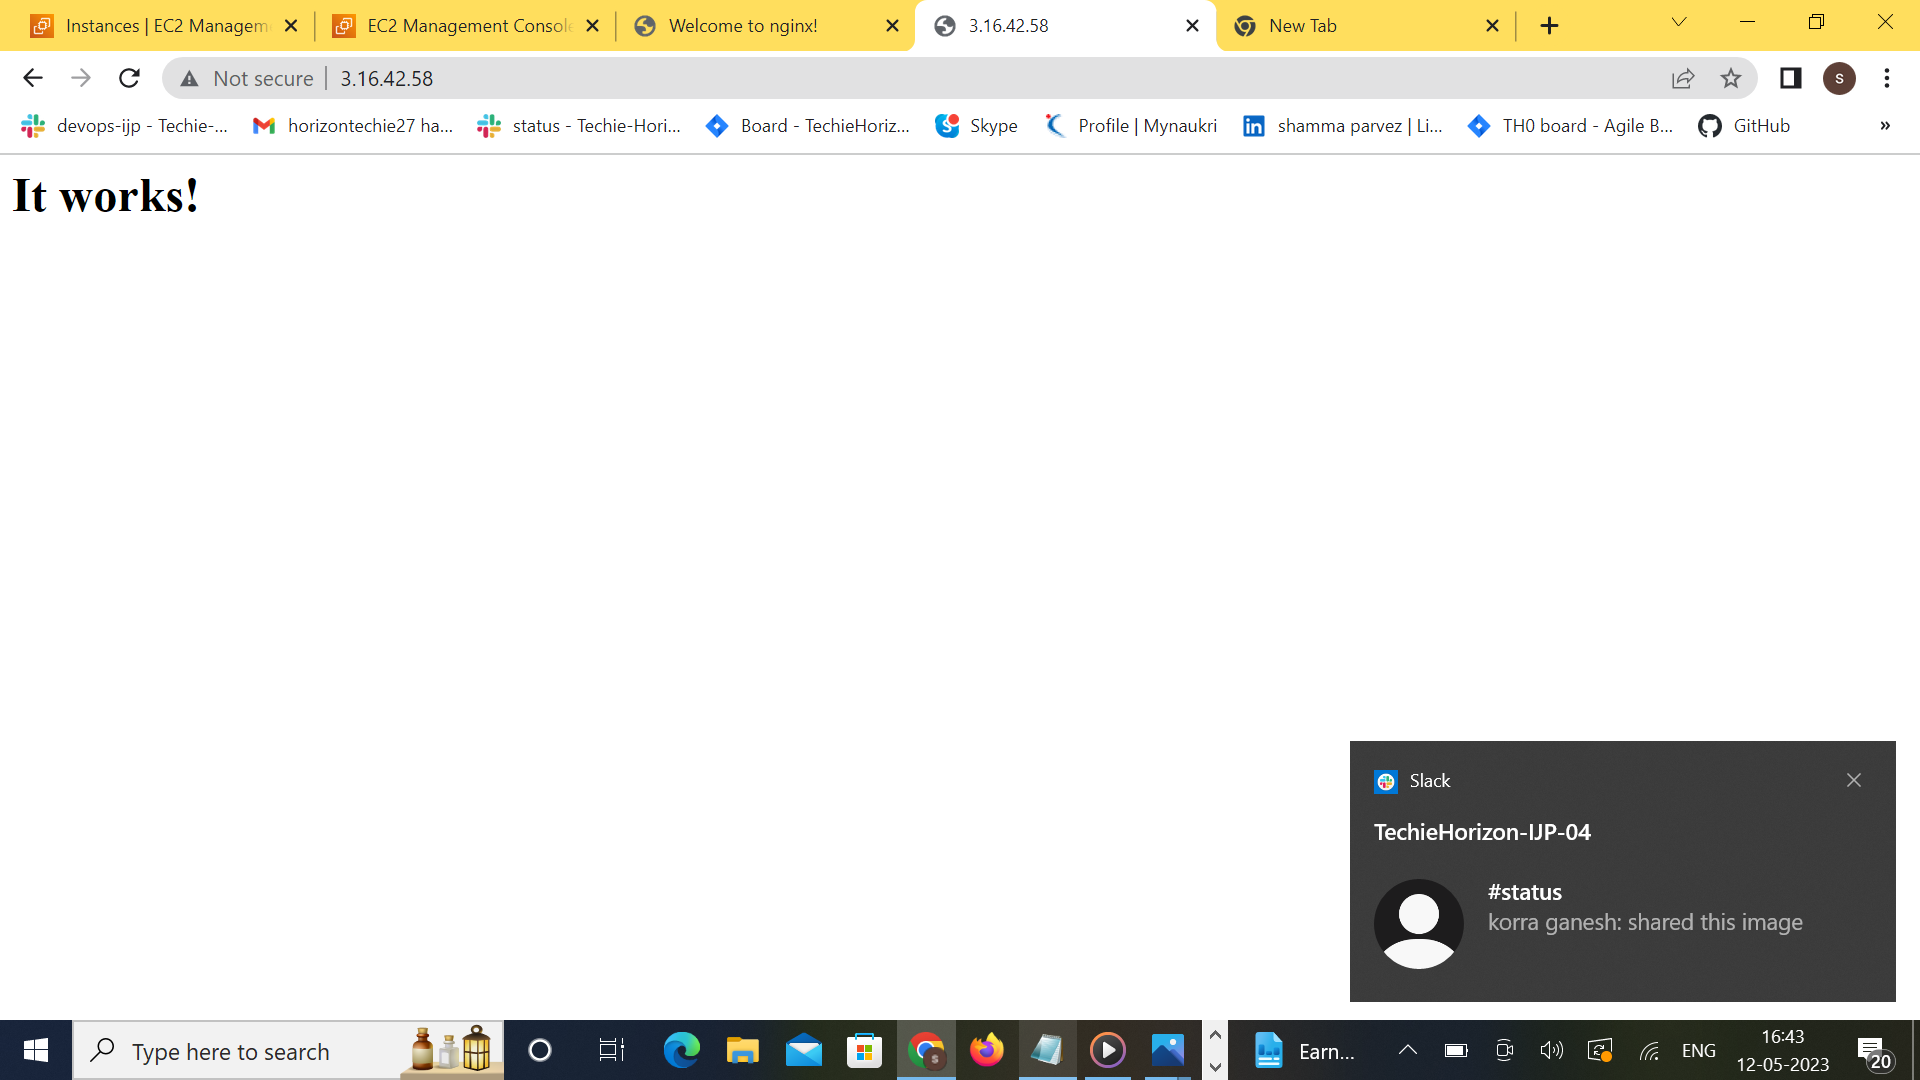 Instances | EC2 Managem
EC2 Management Console
Welcome to nginx!
3.16.42.58
New Tab
Not secure
3.16.42.58
devops-ijp - Techie-...
horizontechie27 ha...
status - Techie-Hori...
Board - TechieHoriz...
Skype
Profile | Mynaukri
shamma parvez | Li...
TH0 board - Agile B...
GitHub
»
It works!
Slack
TechieHorizon-IJP-04
#status
korra ganesh: shared this image
Type here to search
Earn...
ENG
16:43
12-05-2023
20